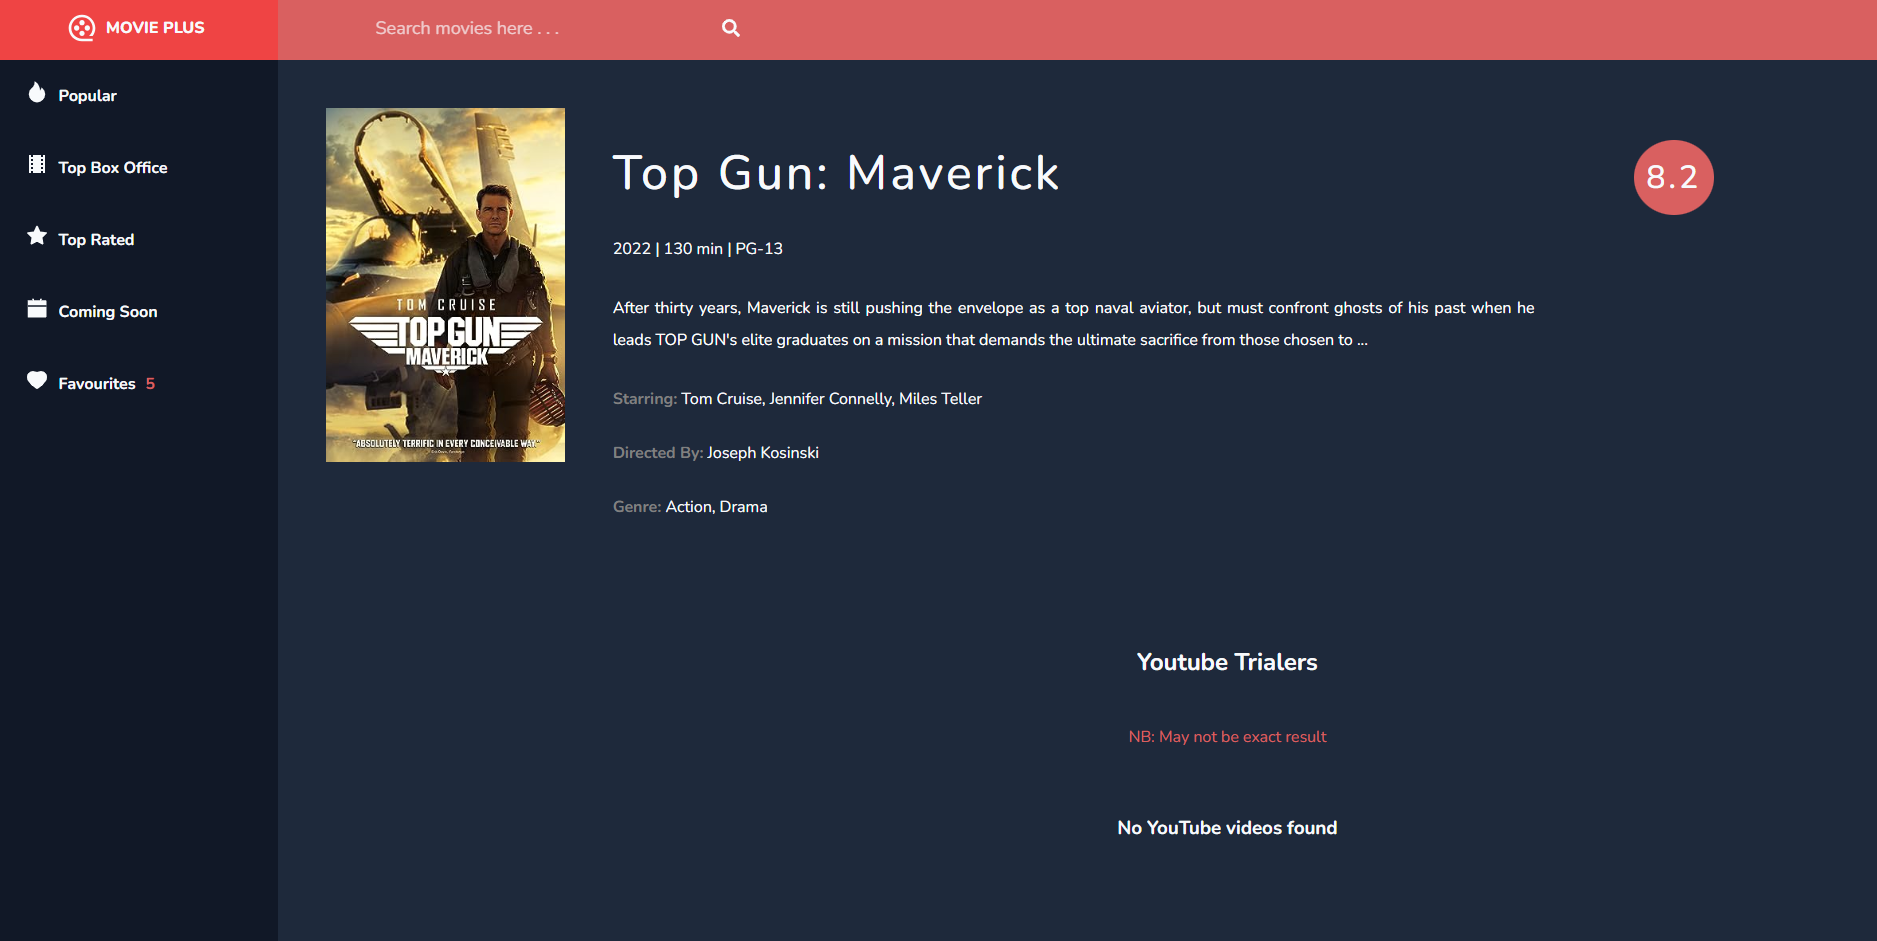 MOVIE PLUS
Search movies here . . .
Popular
Top Box Office
Top Rated
Coming Soon
Favourites 5
TOM CRUISE
TOP GUN
MAVERICK
"ABSOLUTELY TERRIFIC IN EVERY CONCEIVABLE WAY."
Top Gun: Maverick
8.2
2022 | 130 min | PG-13
After thirty years, Maverick is still pushing the envelope as a top naval aviator, but must confront ghosts of his past when he
leads TOP GUN's elite graduates on a mission that demands the ultimate sacrifice from those chosen to ...
Starring: Tom Cruise, Jennifer Connelly, Miles Teller
Directed By: Joseph Kosinski
Genre: Action, Drama
Youtube Trialers
NB: May not be exact result
No YouTube videos found